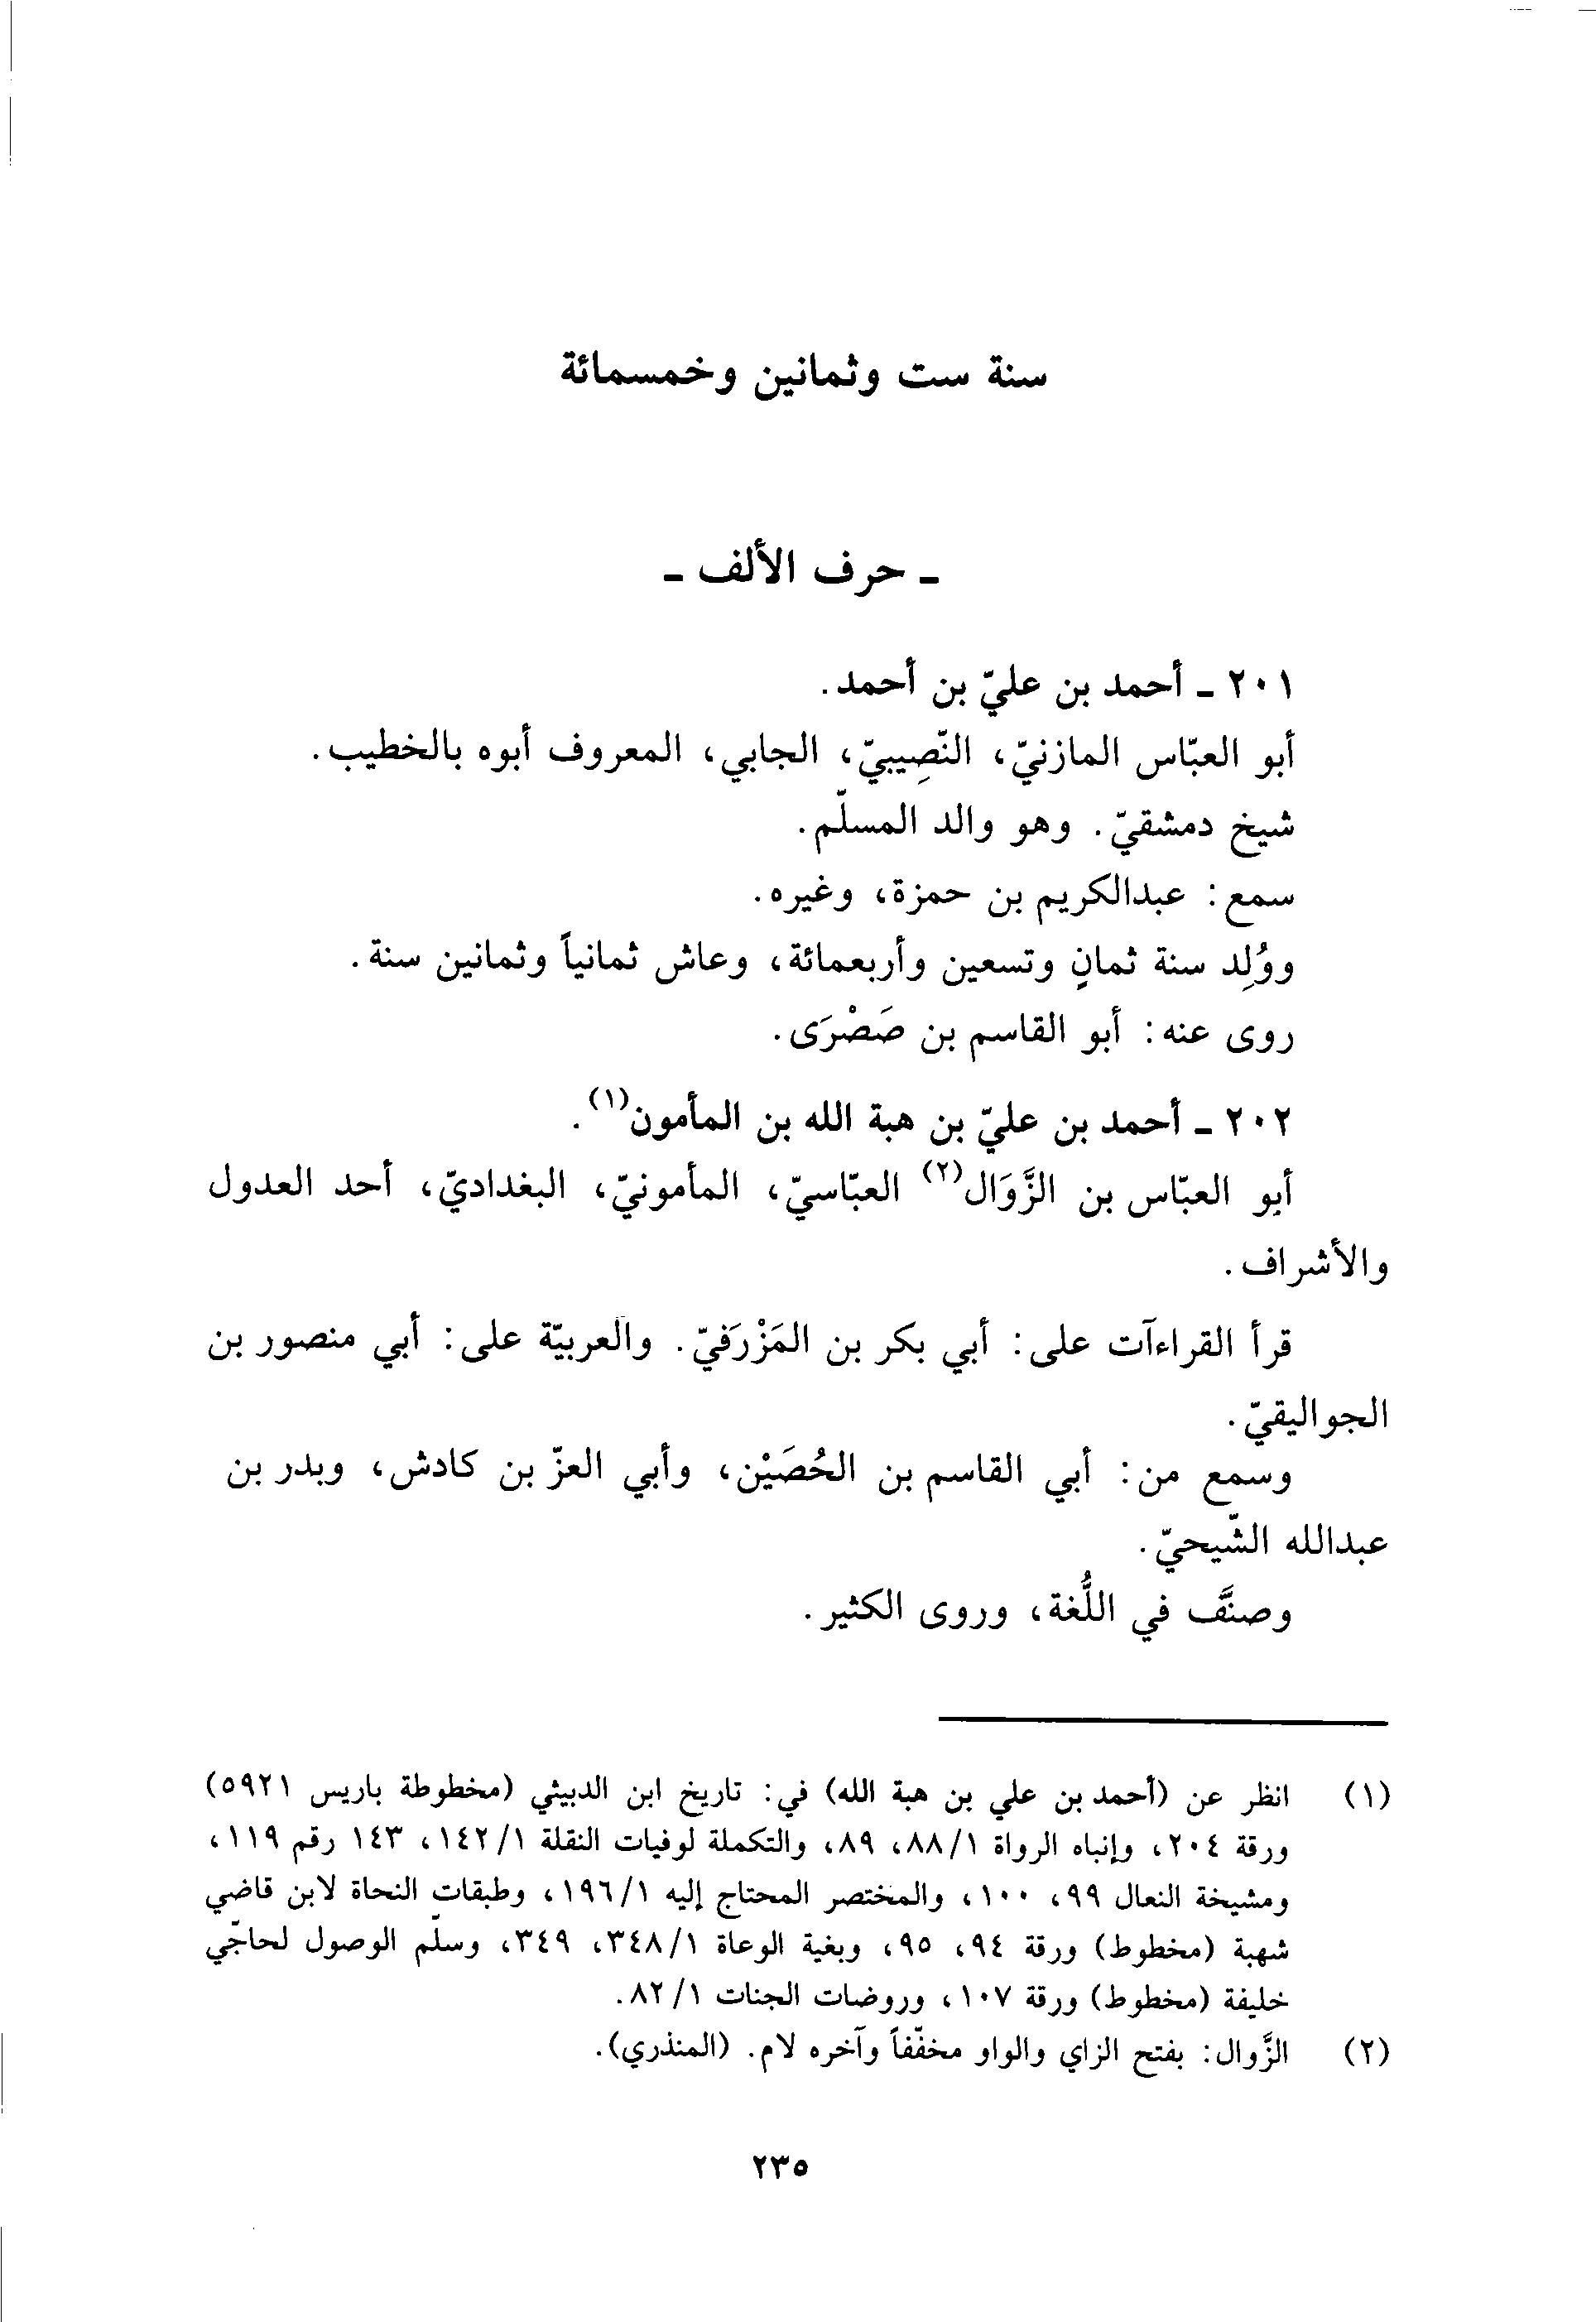 سنة ست وثمانين وخمسمائة
ـ حرف الألف ـ
٢٠١ ـ أحمد بن عليّ بن أحمد.
أبو العبّاس المازنيّ، النّصِيبيّ، الجابي، المعروف أبوه بالخطيب.
شيخ دمشقيّ. وهو والد المسلّم.
سمع: عبدالكريم بن حمزة، وغيره.
ووُلِد سنة ثمانٍ وتسعين وأربعمائة، وعاش ثمانياً وثمانين سنة.
روى عنه: أبو القاسم بن صَصْرَى.
٢٠٢ ـ أحمد بن عليّ بن هبة الله بن المأمون(١).
أبو العبّاس بن الزَّوَال(٢) العبّاسيّ، المأمونيّ، البغداديّ، أحد العدول
والأشراف.
قرأ القراءآت على: أبي بكر بن المَزْرَفيّ. والعربيّة على: أبي منصور بن
الجواليقيّ.
وسمع من: أبي القاسم بن الحُصَيْن، وأبي العزّ بن كادش، وبدر بن
عبدالله الشّيحيّ.
وصنَّف في اللُّغة، وروى الكثير.
(١) انظر عن (أحمد بن علي بن هبة الله) في: تاريخ ابن الدبيثي (مخطوطة باريس ٥٩٢١)
ورقة ٢٠٤، وإنباه الرواة ١/ ٨٨، ٨٩، والتكملة لوفيات النقلة ١/ ١٤٢، ١٤٣ رقم ١١٩،
ومشيخة النعال ٩٩، ١٠٠، والمختصر المحتاج إليه ١/ ١٩٦، وطبقات النحاة لابن قاضي
شهبة (مخطوط) ورقة ٩٤، ٩٥، وبغية الوعاة ١/ ٣٤٨، ٣٤٩، وسلّم الوصول لحاجّي
خليفة (مخطوط) ورقة ١٠٧، وروضات الجنات ١/ ٨٢.
(٢) الزَّوال: بفتح الزاي والواو مخفّفاً وآخره لام. (المنذري).
٢٣٥